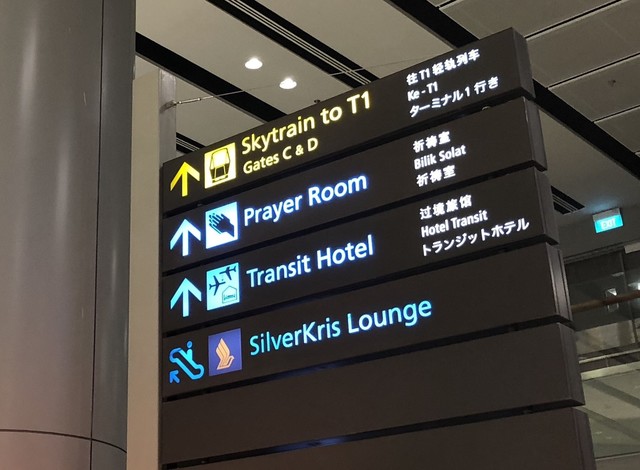 Skytrain to T1
Gates C & D
往T1轻轨列车
Ke - T1
ターミナル1行き
Prayer Room
祈祷室
Bilik Solat
祈祷室
Transit Hotel
过境旅馆
Hotel Transit
トランジットホテル
SilverKris Lounge
EXIT